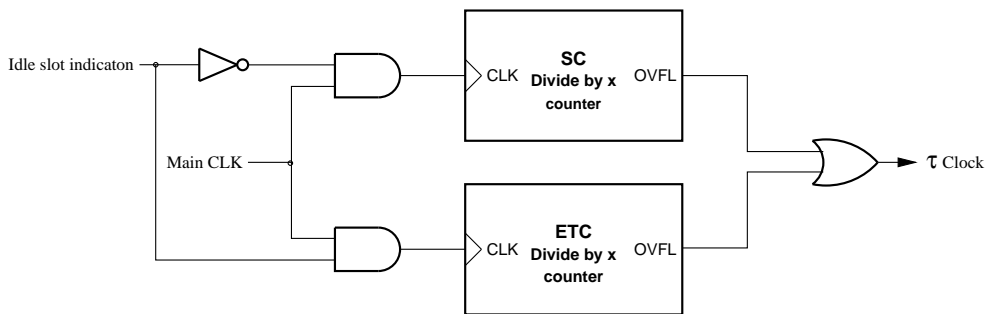 Idle slot indicaton
Main CLK
CLK
SC
Divide by x
counter
OVFL
CLK
ETC
Divide by x
counter
OVFL
τ Clock